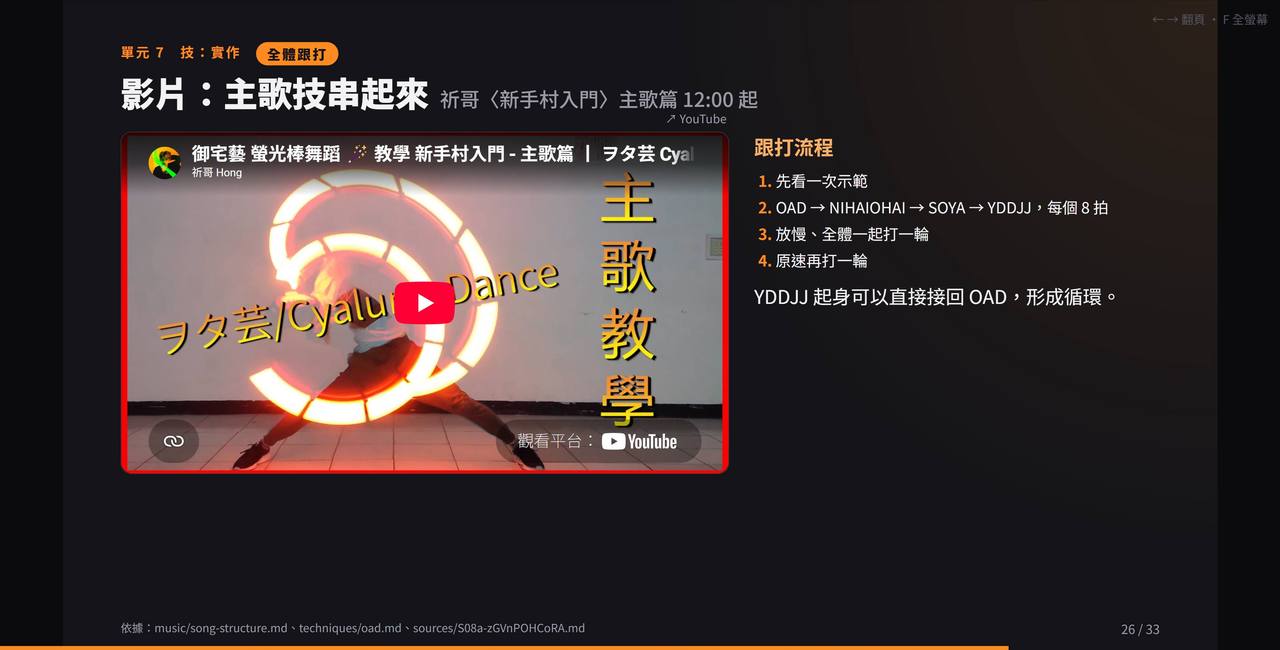 ← → 翻頁 · F 全螢幕
單元 7 技：實作 全體跟打
影片：主歌技串起來 祈哥〈新手村入門〉主歌篇 12:00 起
↗ YouTube
御宅藝 螢光棒舞蹈 🪄 教學 新手村入門 - 主歌篇 | ヲタ芸 Cyal
祈哥 Hong
主歌教學
ヲタ芸/Cyalu Dance
觀看平台： YouTube
跟打流程
1. 先看一次示範
2. OAD → NIHAIOHAI → SOYA → YDDJJ，每個 8 拍
3. 放慢、全體一起打一輪
4. 原速再打一輪
YDDJJ 起身可以直接接回 OAD，形成循環。
依據：music/song-structure.md、techniques/oad.md、sources/S08a-zGVnPOHCoRA.md
26 / 33